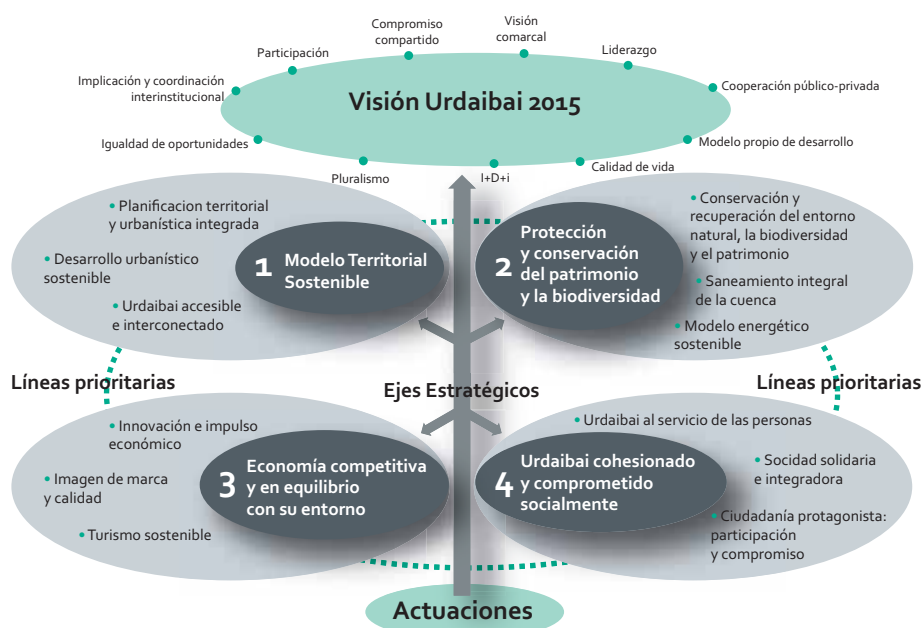 Visión
comarcal
Compromiso
compartido
Participación
Liderazgo
Implicación y coordinación
interinstitucional
Cooperación público-privada
Visión Urdaibai 2015
Igualdad de oportunidades
Modelo propio de desarrollo
Pluralismo
I+D+i
Calidad de vida
• Planificacion territorial
y urbanística integrada
• Desarrollo urbanístico
sostenible
• Urdaibai accesible
e interconectado
1 Modelo Territorial
Sostenible
2
Protección
y conservación
del patrimonio
y la biodiversidad
• Conservación y
recuperación del entorno
natural, la biodiversidad
y el patrimonio
• Saneamiento integral
de la cuenca
• Modelo energético
sostenible
Líneas prioritarias
Ejes Estratégicos
Líneas prioritarias
• Innovación e impulso
económico
• Imagen de marca
y calidad
• Turismo sostenible
3
Economía competitiva
y en equilibrio
con su entorno
• Urdaibai al servicio de las personas
4
Urdaibai cohesionado
y comprometido
socialmente
• Socidad solidaria
e integradora
• Ciudadanía protagonista:
participación
y compromiso
Actuaciones